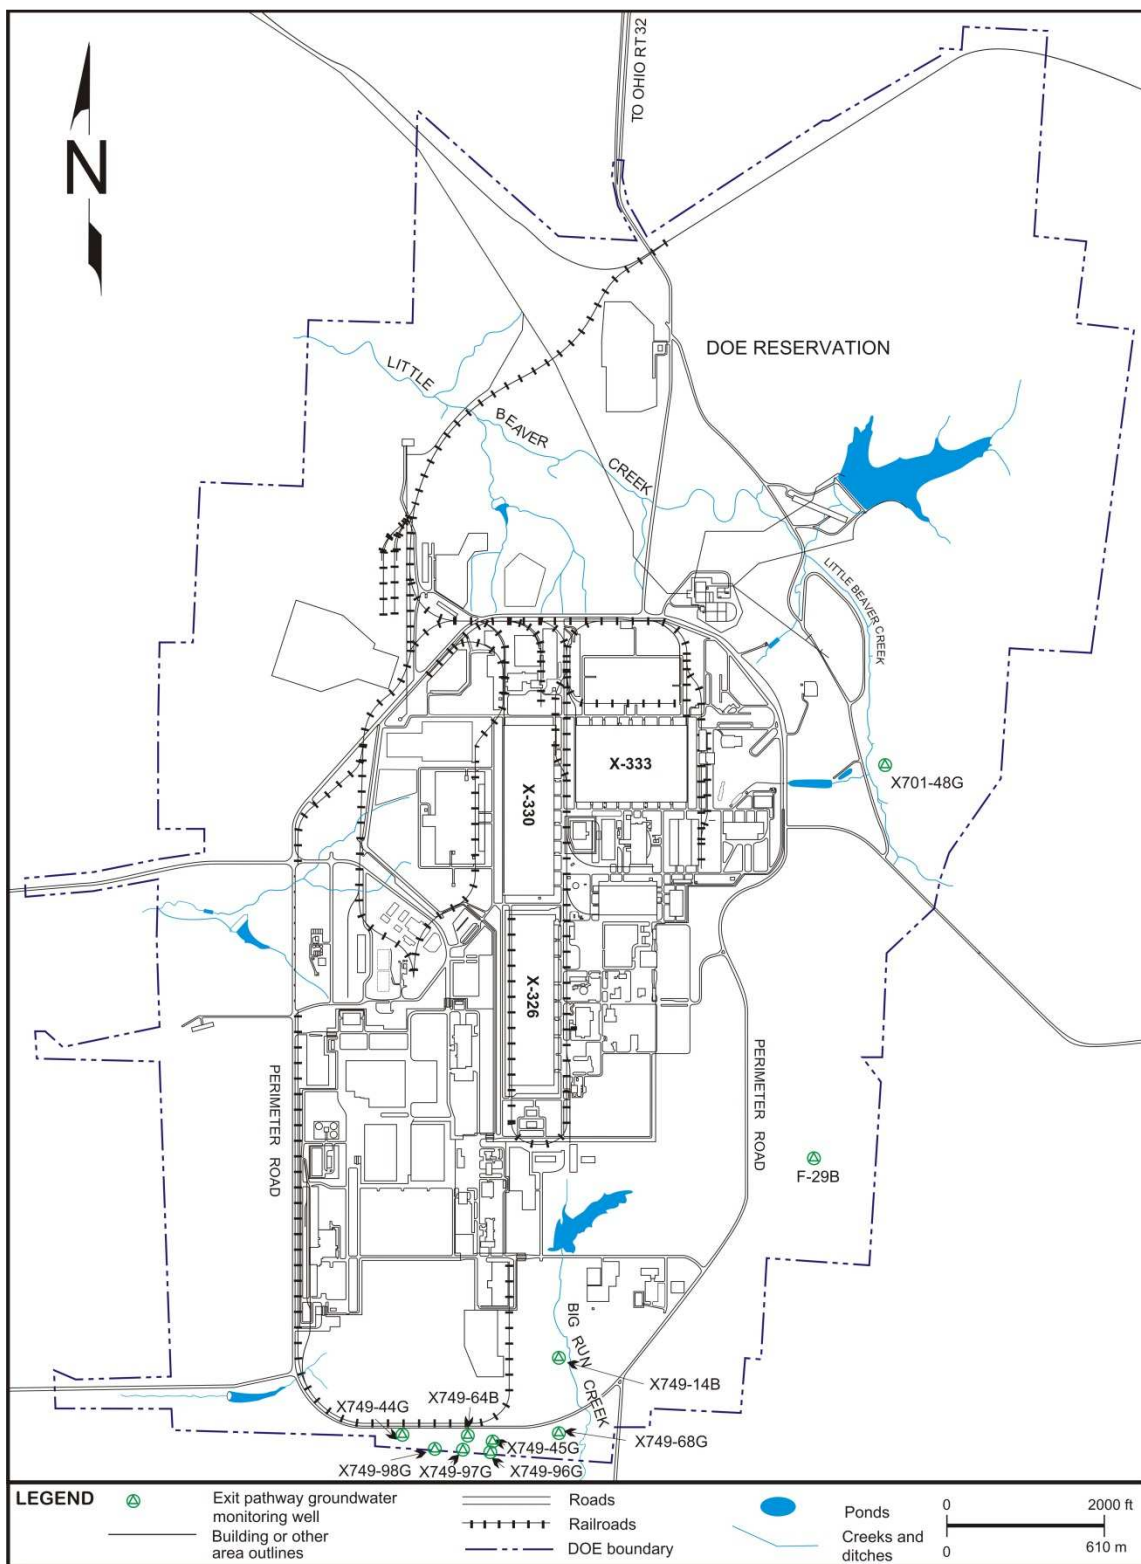 TO OHIO RT 32
N
DOE RESERVATION
LITTLE
BEAVER
CREEK
LITTLE BEAVER CREEK
X-333
X-330
X701-48G
X-326
PERIMETER ROAD
PERIMETER ROAD
F-29B
BIG RUN
CREEK
X749-14B
X749-64B
X749-44G
X749-68G
X749-45G
X749-98G
X749-97G
X749-96G
LEGEND
Exit pathway groundwater
monitoring well
Building or other
area outlines
Roads
Railroads
DOE boundary
Ponds
Creeks and
ditches
0 2000 ft
0 610 m